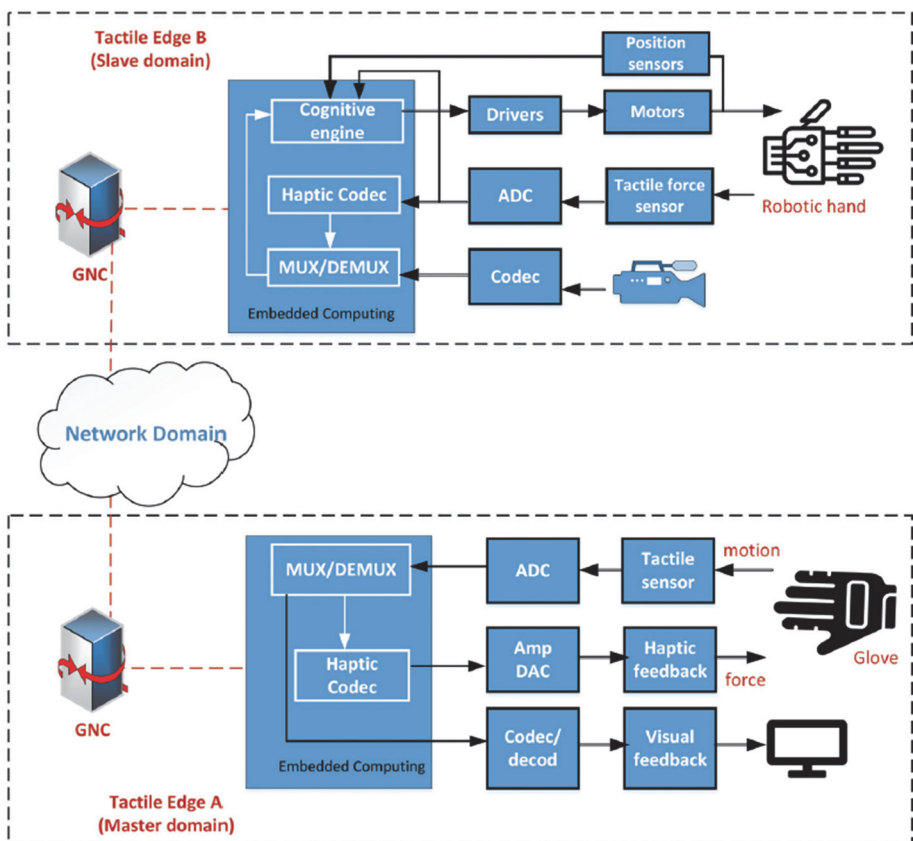 Tactile Edge B
(Slave domain)
Position
sensors
Cognitive
engine
Drivers
Motors
Haptic Codec
ADC
Tactile force
sensor
Robotic hand
GNC
MUX/DEMUX
Codec
Embedded Computing
Network Domain
MUX/DEMUX
ADC
Tactile
sensor
motion
Haptic
Codec
Amp
DAC
Haptic
feedback
force
Glove
GNC
Codec/
decod
Visual
feedback
Embedded Computing
Tactile Edge A
(Master domain)